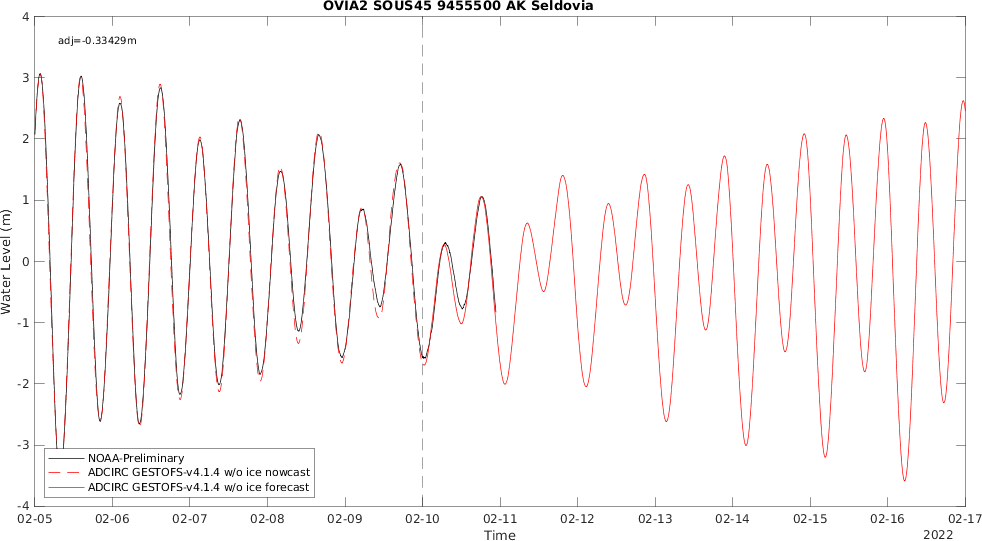 OVIA2 SOUS45 9455500 AK Seldovia
adj=-0.33429m
4
3
2
1
0
-1
-2
-3
-4
Water Level (m)
NOAA-Preliminary
ADCIRC GESTOFS-v4.1.4 w/o ice nowcast
ADCIRC GESTOFS-v4.1.4 w/o ice forecast
02-05 02-06 02-07 02-08 02-09 02-10 02-11 02-12 02-13 02-14 02-15 02-16 02-17
Time
2022